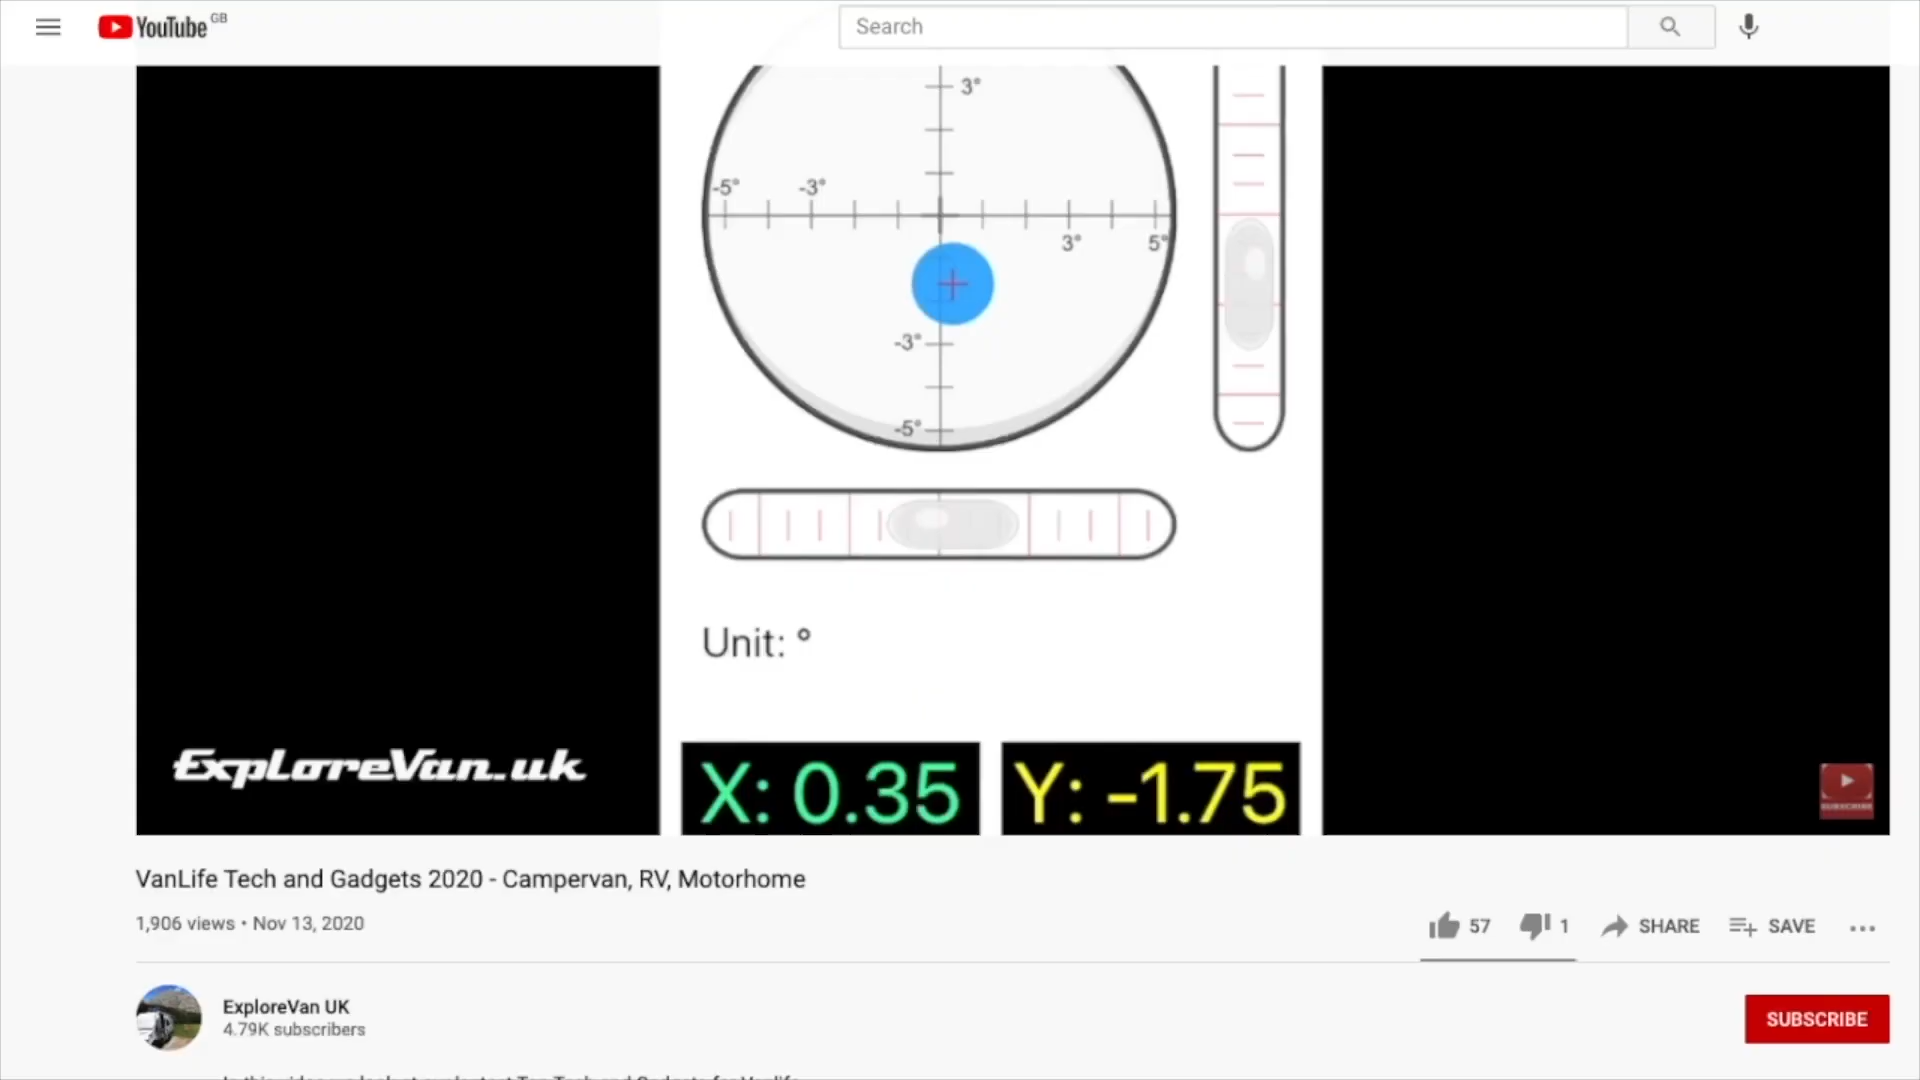 YouTube GB
Search
3°
-5° -3°
3° 5°
-3°
-5°
Unit: °
X: 0.35 Y: -1.75
ExploreVan.uk
SUBSCRIBE
VanLife Tech and Gadgets 2020 - Campervan, RV, Motorhome
1,906 views • Nov 13, 2020
57 1 SHARE SAVE
ExploreVan UK
4.79K subscribers
SUBSCRIBE